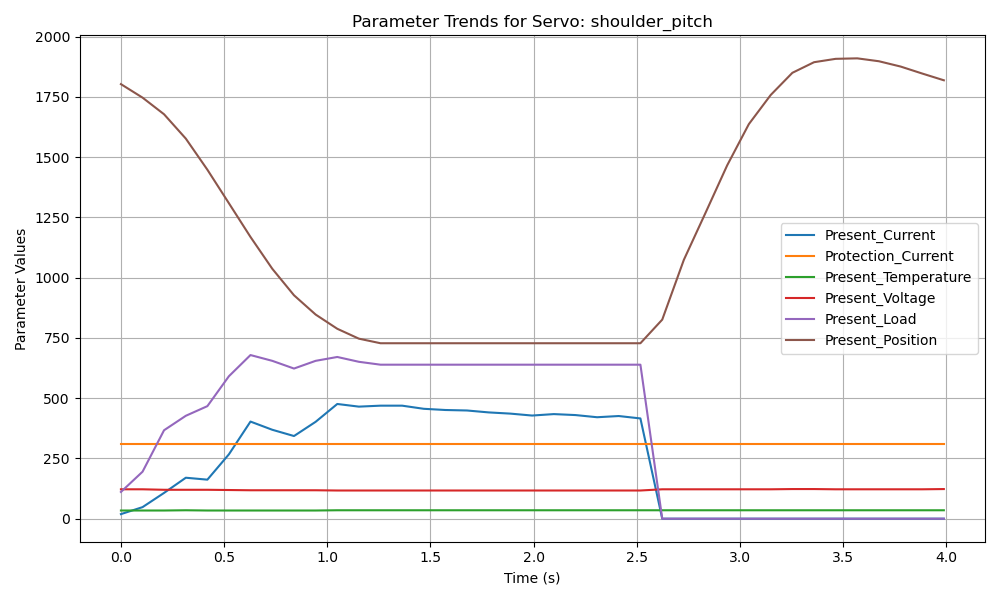 Parameter Trends for Servo: shoulder_pitch
Parameter Values
2000
1750
1500
1250
1000
750
500
250
0
Present_Current
Protection_Current
Present_Temperature
Present_Voltage
Present_Load
Present_Position
0.0 0.5 1.0 1.5 2.0 2.5 3.0 3.5 4.0
Time (s)